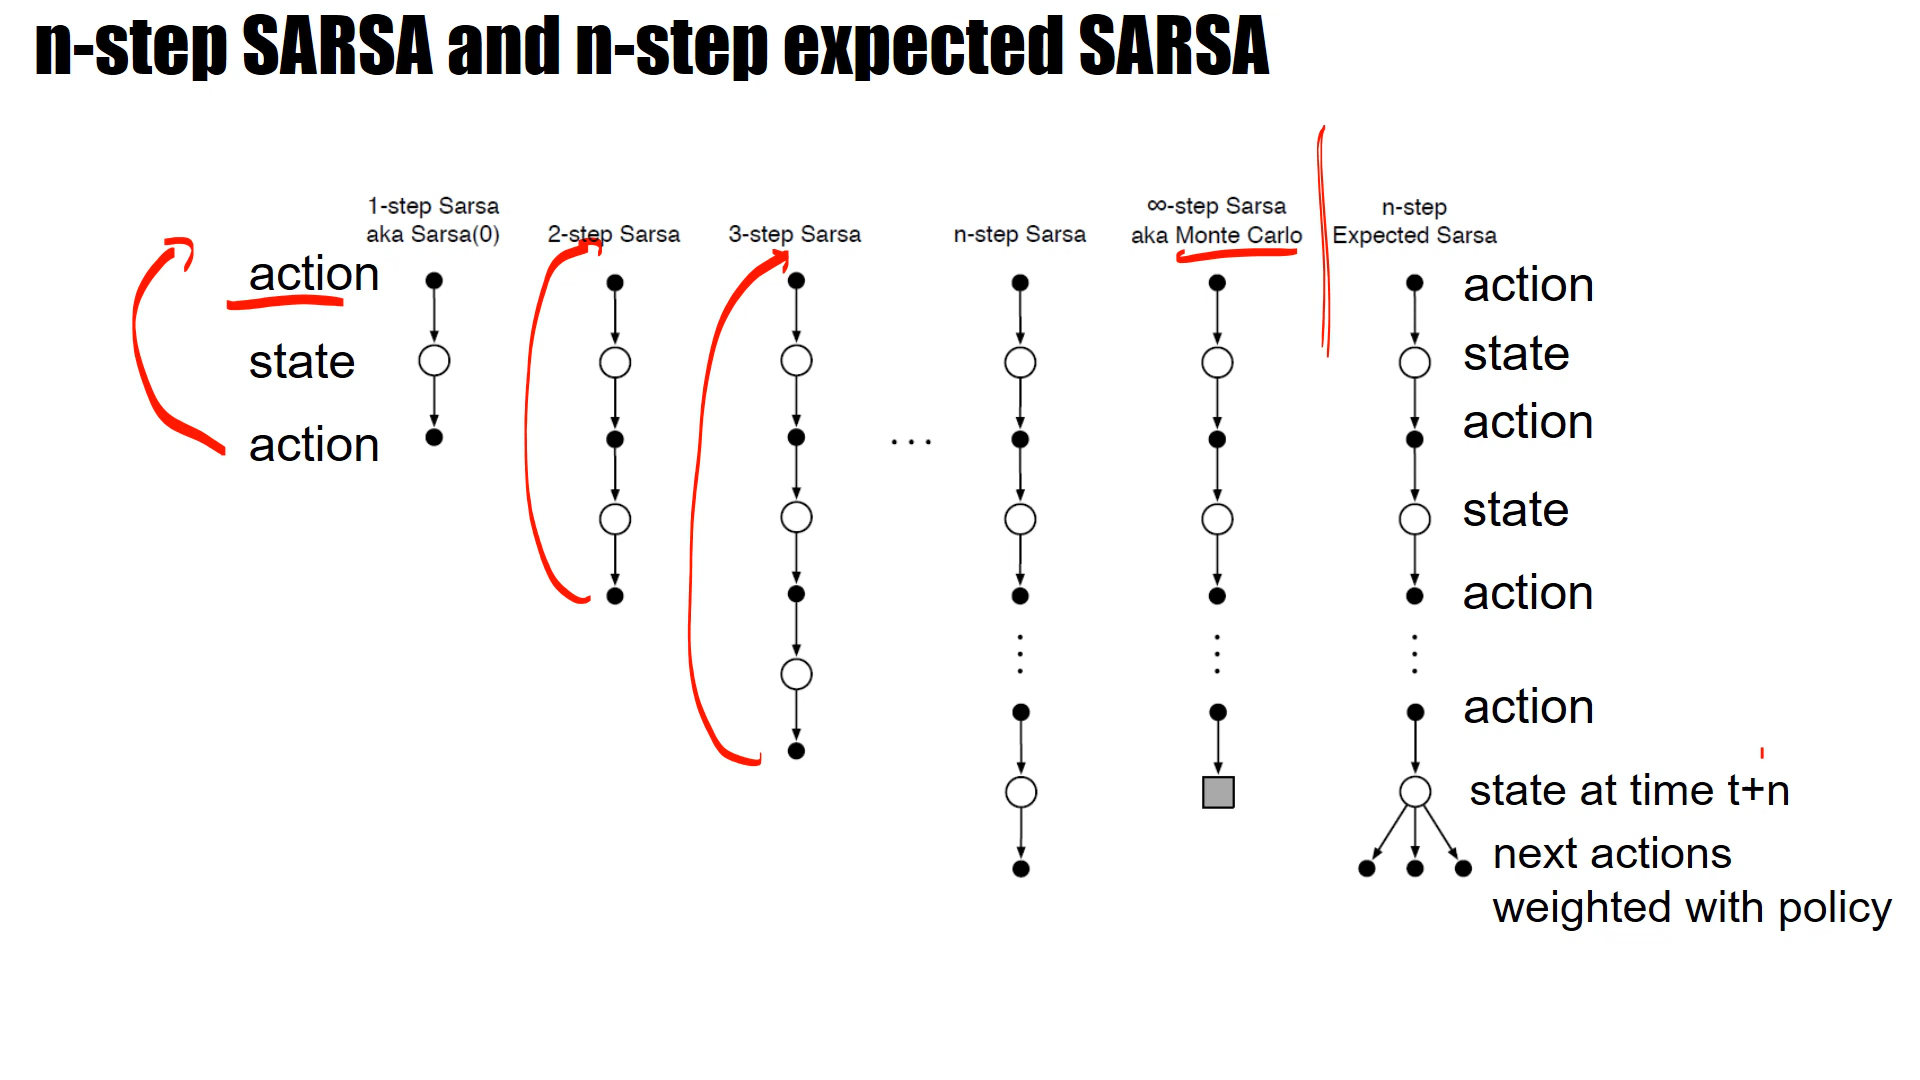 n-step SARSA and n-step expected SARSA
1-step Sarsa
aka Sarsa(0)
2-step Sarsa
3-step Sarsa
n-step Sarsa
∞-step Sarsa
aka Monte Carlo
n-step
Expected Sarsa
action
state
action
. . .
action
state
action
state
action
action
state at time t+n
next actions
weighted with policy